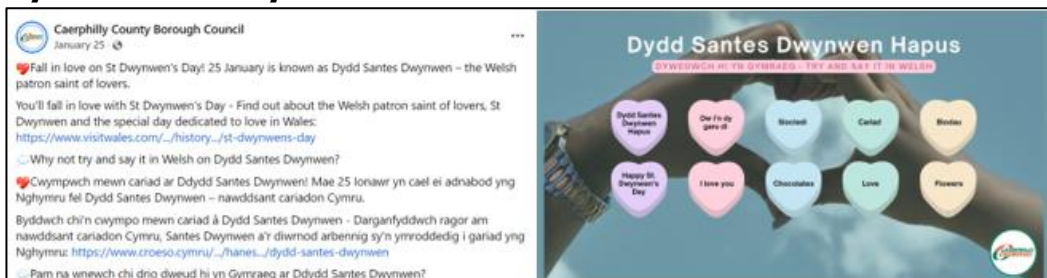 Caerphilly County Borough Council
January 25 ·
❤️Fall in love on St Dwynwen's Day! 25 January is known as Dydd Santes Dwynwen – the Welsh
patron saint of lovers.
You'll fall in love with St Dwynwen's Day - Find out about the Welsh patron saint of lovers, St
Dwynwen and the special day dedicated to love in Wales:
https://www.visitwales.com/.../history.../st-dwynwens-day
💬Why not try and say it in Welsh on Dydd Santes Dwynwen?
❤️Cwympwch mewn cariad ar Ddydd Santes Dwynwen! Mae 25 Ionawr yn cael ei adnabod yng
Nghymru fel Dydd Santes Dwynwen – nawddsant cariadon Cymru.
Byddwch chi'n cwympo mewn cariad â Dydd Santes Dwynwen - Darganfyddwch ragor am
nawddsant cariadon Cymru, Santes Dwynwen a'r diwrnod arbennig sy'n ymroddedig i gariad yng
Nghymru: https://www.croeso.cymru/.../hanes.../dydd-santes-dwynwen
💬Pam na wnewch chi drio dweud hi yn Gymraeg ar Ddydd Santes Dwynwen?
Dydd Santes Dwynwen Hapus
DYWEDWCH HI YN GYMRAEG - TRY AND SAY IT IN WELSH
Dydd Santes
Dwynwen
Hapus
Dw i'n dy
garu di
Siocledi
Cariad
Blodau
Happy St.
Dwynwen's
Day
I love you
Chocolates
Love
Flowers